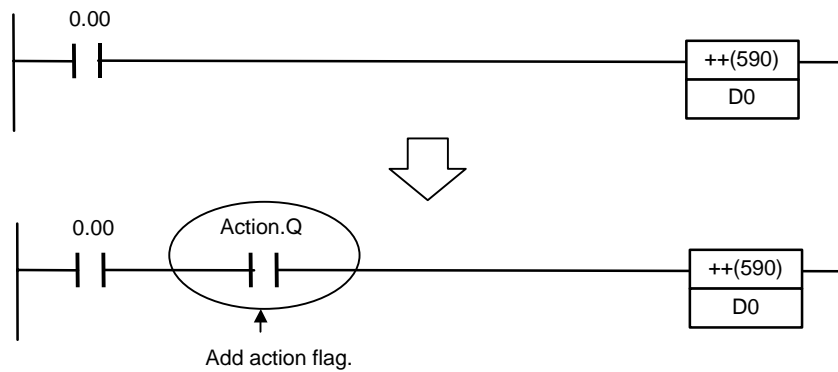 0.00
++(590)
D0
0.00
Action.Q
++(590)
D0
Add action flag.